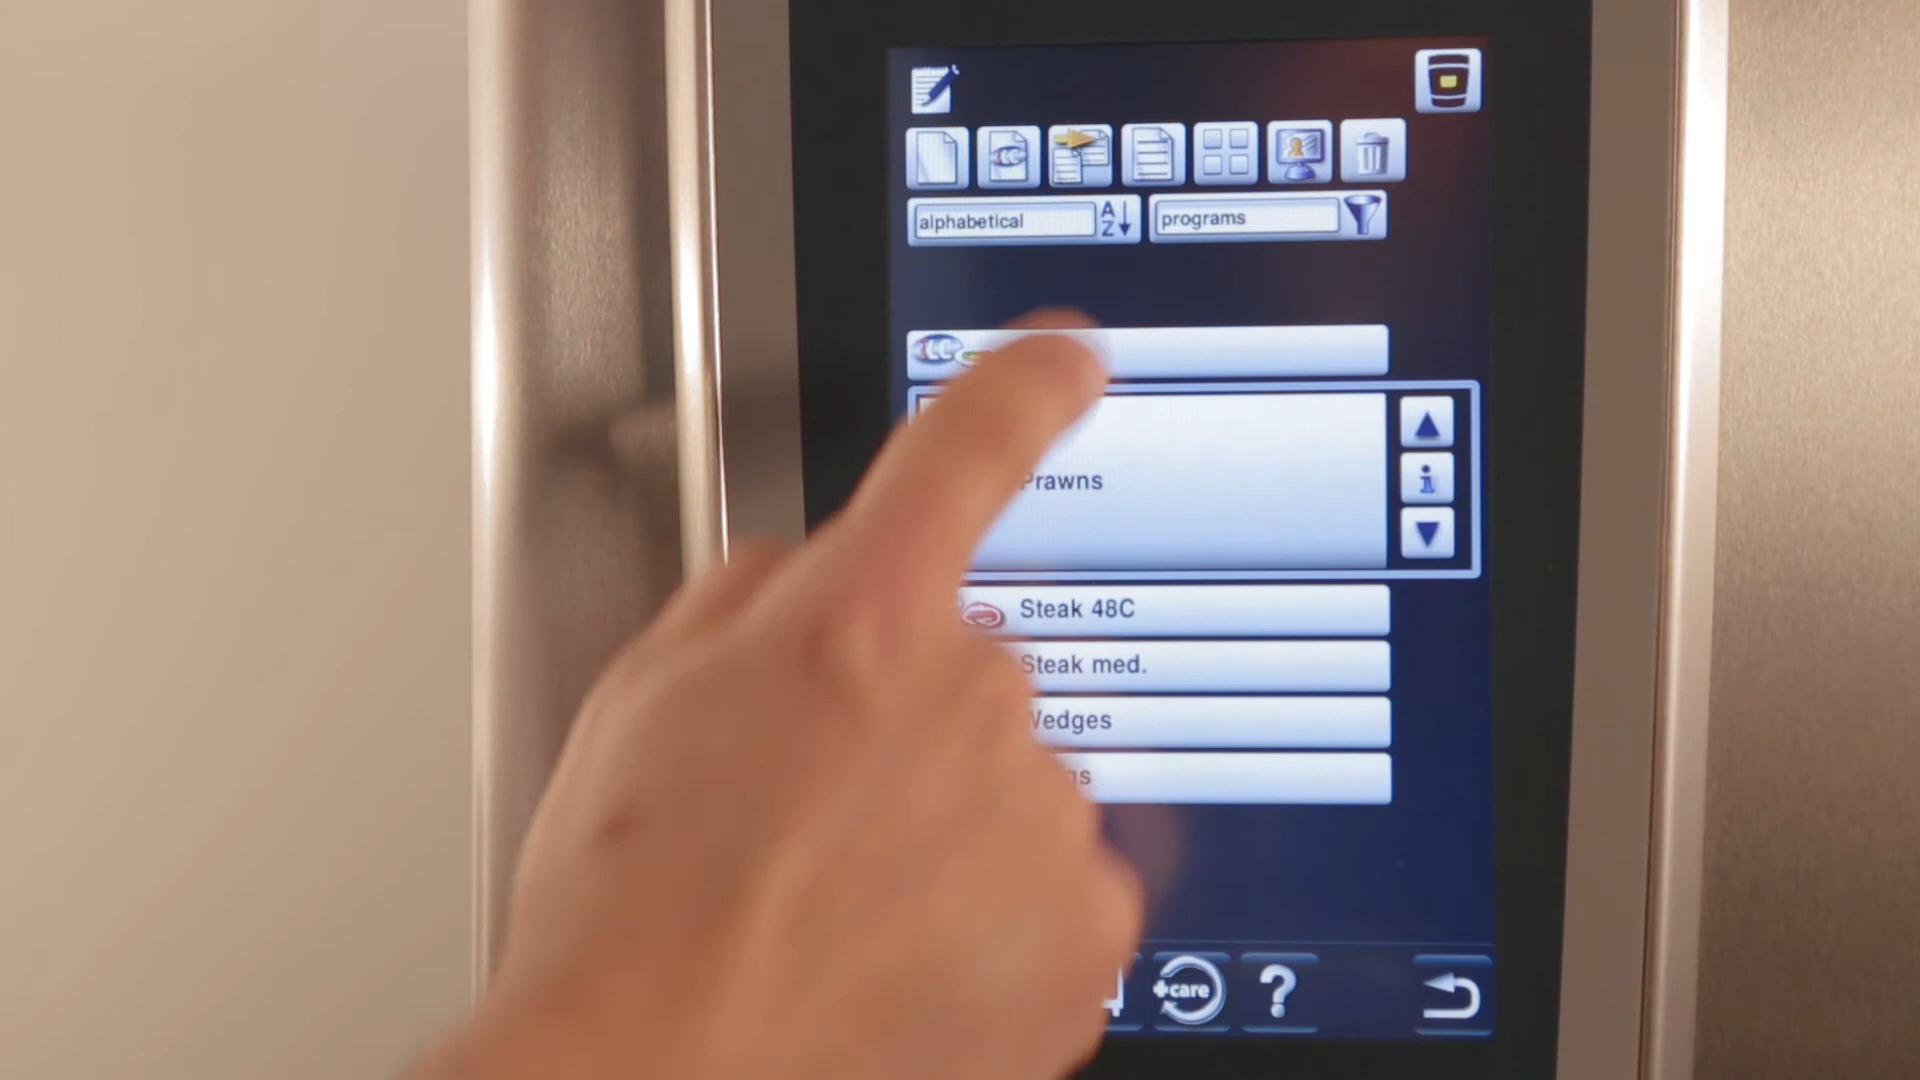 alphabetical A Z programs
Prawns
i
Steak 48C
Steak med.
Wedges
+care ?